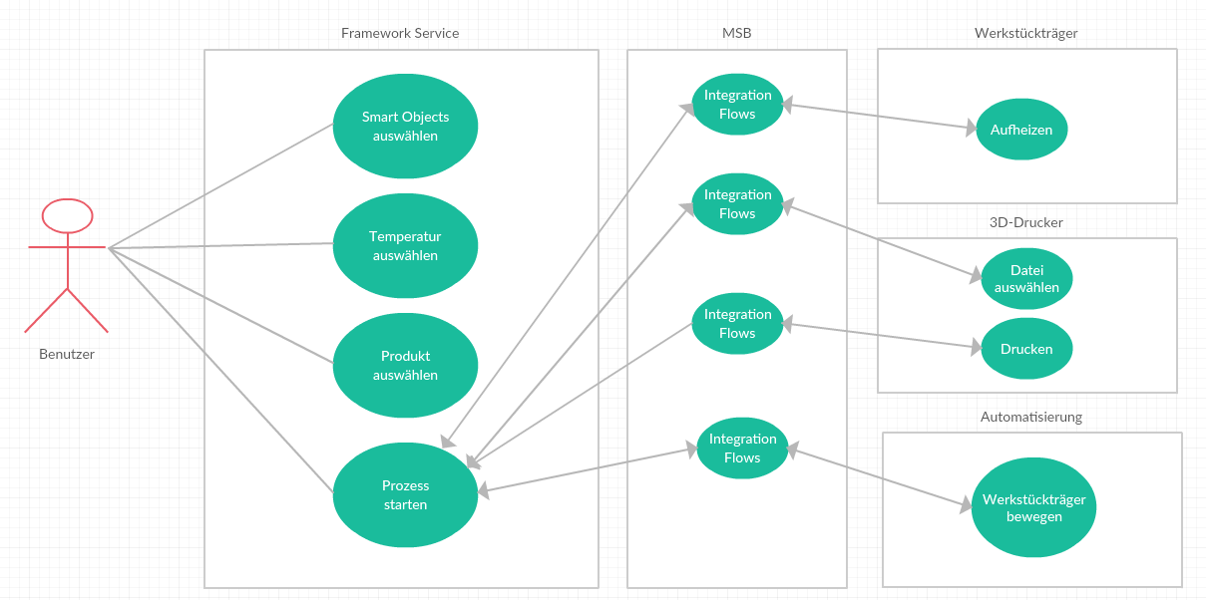 Framework Service
MSB
Werkstückträger
Smart Objects
auswählen
Temperatur
auswählen
Produkt
auswählen
Prozess
starten
Benutzer
Integration
Flows
Integration
Flows
Integration
Flows
Integration
Flows
Aufheizen
3D-Drucker
Datei
auswählen
Drucken
Automatisierung
Werkstückträger
bewegen